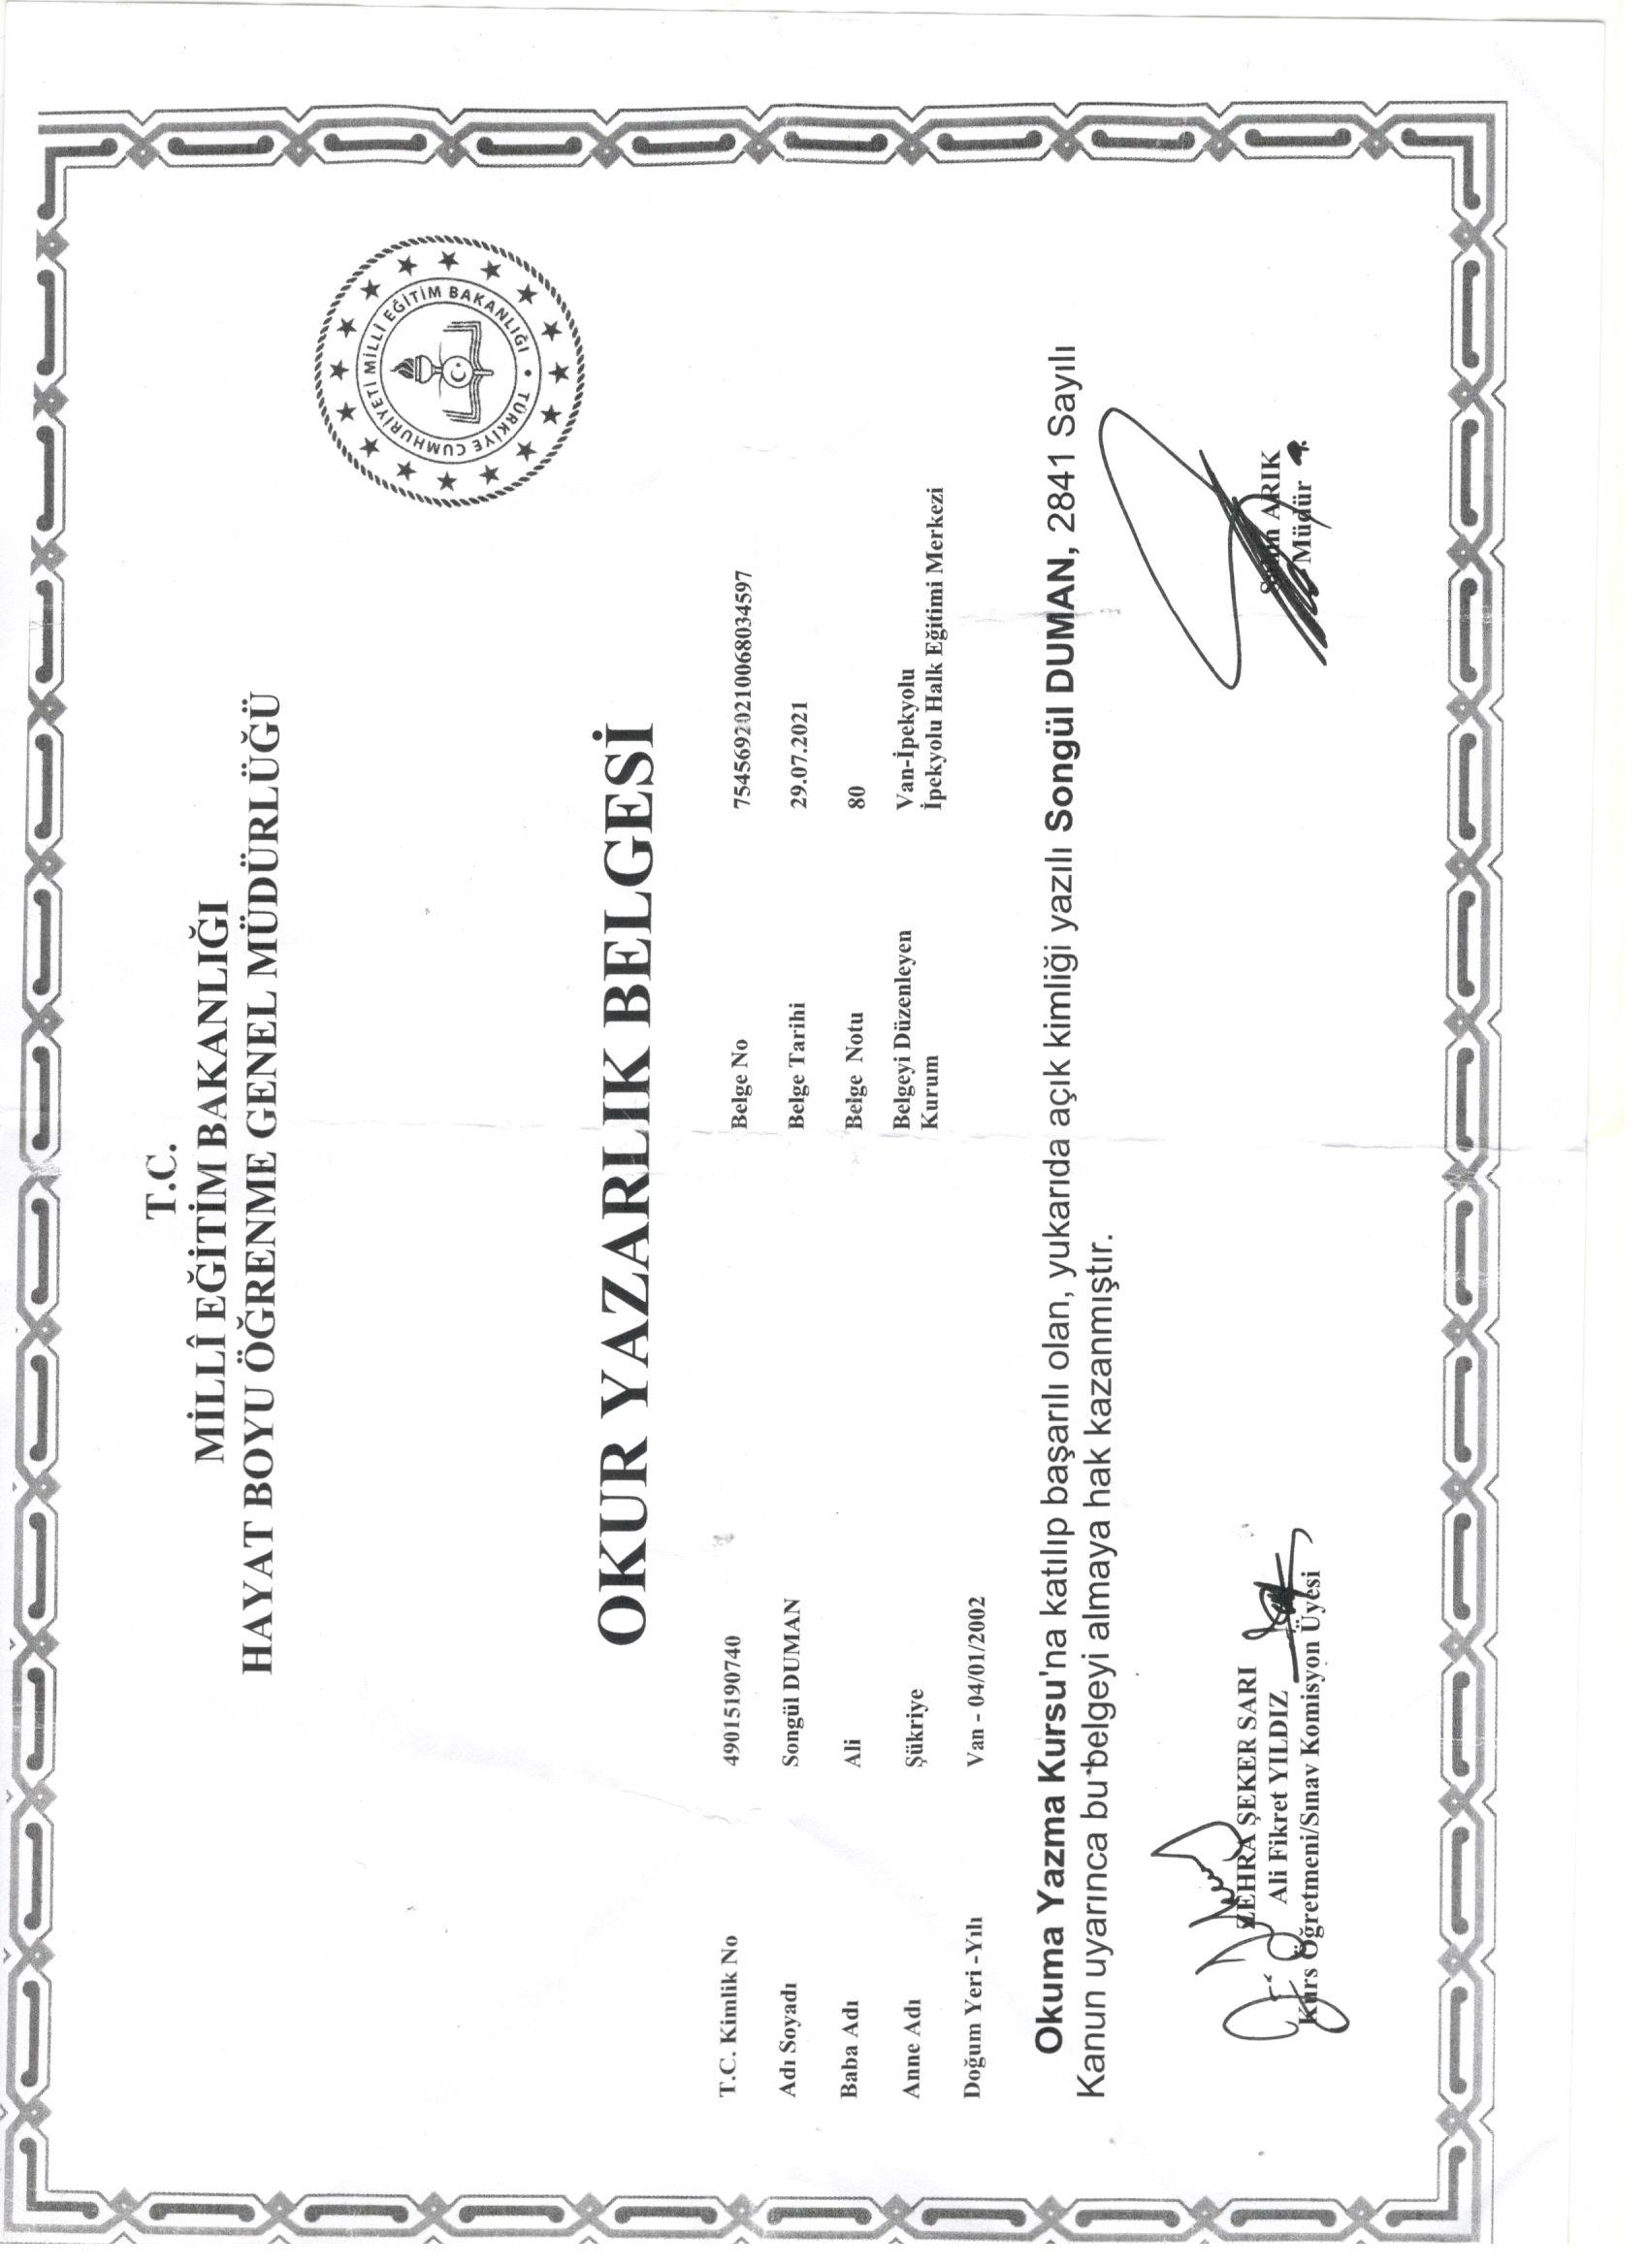 T.C.
MİLLÎ EĞİTİM BAKANLIĞI
HAYAT BOYU ÖĞRENME GENEL MÜDÜRLÜĞÜ
TÜRKİYE CUMHURİYETİ MİLLİ EĞİTİM BAKANLIĞI
OKUR YAZARLIK BELGESİ
T.C. Kimlik No 49015190740
Adı Soyadı Songül DUMAN
Baba Adı Ali
Anne Adı Şükriye
Doğum Yeri -Yılı Van - 04/01/2002
Belge No 7545692021006803459​7
Belge Tarihi 29.07.2021
Belge Notu 80
Belgeyi Düzenleyen Van-İpekyolu
Kurum İpekyolu Halk Eğitimi Merkezi
Okuma Yazma Kursu'na katılıp başarılı olan, yukarıda açık kimliği yazılı Songül DUMAN, 2841 Sayılı
Kanun uyarınca bu belgeyi almaya hak kazanmıştır.
ZEHRA ŞEKER SARI
Ali Fikret YILDIZ
Kurs Öğretmeni/Sınav Komisyon Üyesi
ARIK
Müdür